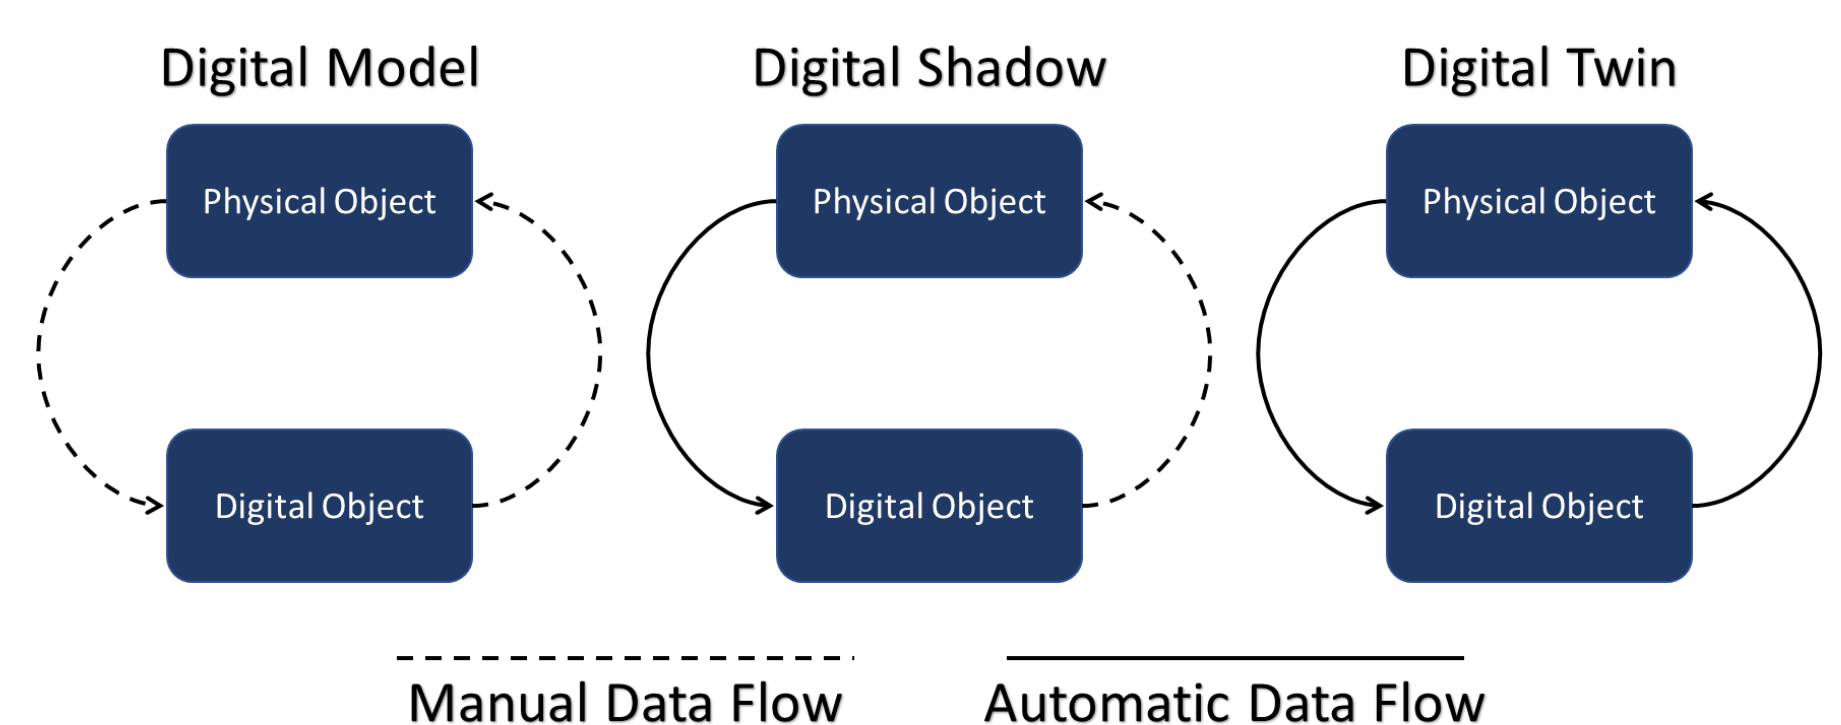 Digital Model
Digital Shadow
Digital Twin
Physical Object
Physical Object
Physical Object
Digital Object
Digital Object
Digital Object
Manual Data Flow
Automatic Data Flow